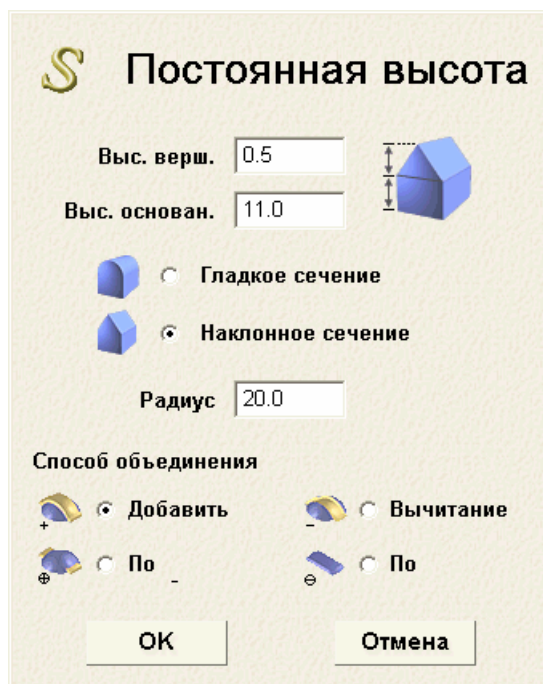 S Постоянная высота
Выс. верш. 0.5
Выс. основан. 11.0
Гладкое сечение
Наклонное сечение
Радиус 20.0
Способ объединения
Добавить Вычитание
По - По
OK Отмена